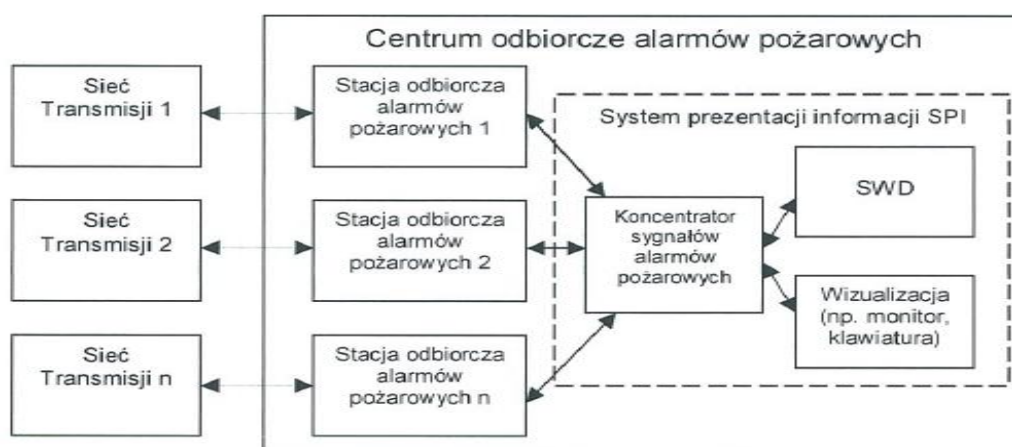 Centrum odbiorcze alarmów pożarowych
Sieć
Transmisji 1
Stacja odbiorcza
alarmów
pożarowych 1
System prezentacji informacji SPI
SWD
Sieć
Transmisji 2
Stacja odbiorcza
alarmów
pożarowych 2
Koncentrator
sygnałów
alarmów
pożarowych
Wizualizacja
(np. monitor,
klawiatura)
Sieć
Transmisji n
Stacja odbiorcza
alarmów
pożarowych n